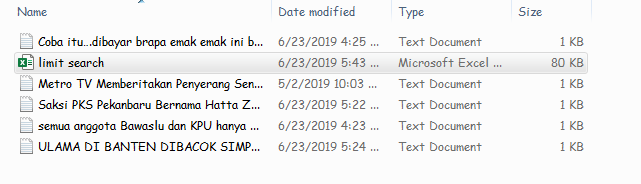 Name Date modified Type Size
Coba itu...dibayar brapa emak emak ini b... 6/23/2019 4:25 ... Text Document 1 KB
limit search 6/23/2019 5:43 ... Microsoft Excel ... 80 KB
Metro TV Memberitakan Penyerang Sen... 5/2/2019 10:03 ... Text Document 1 KB
Saksi PKS Pekanbaru Bernama Hatta Z... 6/23/2019 5:22 ... Text Document 1 KB
semua anggota Bawaslu dan KPU hanya ... 6/23/2019 4:23 ... Text Document 1 KB
ULAMA DI BANTEN DIBACOK SIMP... 6/23/2019 5:24 ... Text Document 1 KB